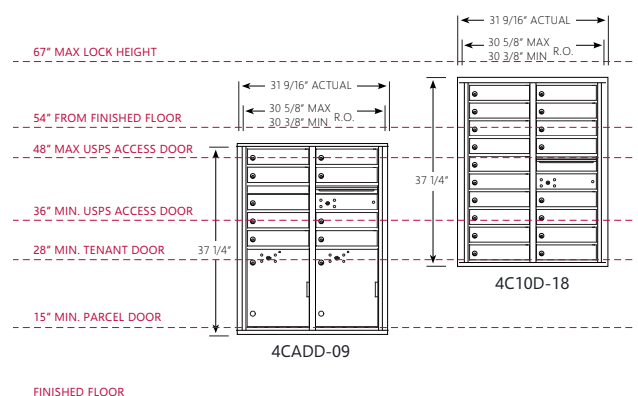 31 9/16” ACTUAL
30 5/8” MAX
30 3/8” MIN R.O.
67” MAX LOCK HEIGHT
31 9/16” ACTUAL
30 5/8” MAX
30 3/8” MIN R.O.
54” FROM FINISHED FLOOR
48” MAX USPS ACCESS DOOR
37 1/4”
36” MIN. USPS ACCESS DOOR
28” MIN. TENANT DOOR
37 1/4”
4C10D-18
15” MIN. PARCEL DOOR
4CADD-09
FINISHED FLOOR